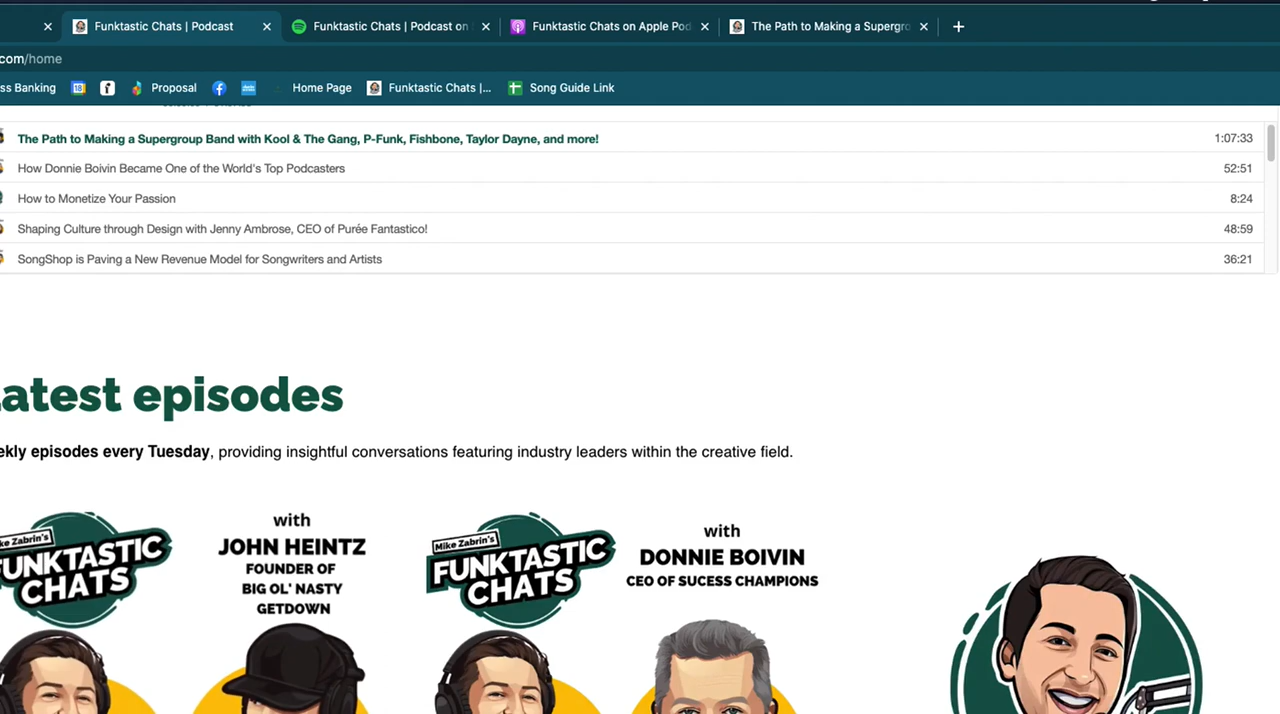 Funktastic Chats | Podcast
Funktastic Chats | Podcast on
Funktastic Chats on Apple Pod
The Path to Making a Supergro
.com/home
ss Banking
18
Proposal
Home Page
Funktastic Chats |...
Song Guide Link
The Path to Making a Supergroup Band with Kool & The Gang, P-Funk, Fishbone, Taylor Dayne, and more! 1:07:33
How Donnie Boivin Became One of the World's Top Podcasters 52:51
How to Monetize Your Passion 8:24
Shaping Culture through Design with Jenny Ambrose, CEO of Purée Fantastico! 48:59
SongShop is Paving a New Revenue Model for Songwriters and Artists 36:21
atest episodes
ekly episodes every Tuesday, providing insightful conversations featuring industry leaders within the creative field.
ke Zabrin's
FUNKTASTIC
CHATS
with
JOHN HEINTZ
FOUNDER OF
BIG OL' NASTY
GETDOWN
Mike Zabrin's
FUNKTASTIC
CHATS
with
DONNIE BOIVIN
CEO OF SUCESS CHAMPIONS